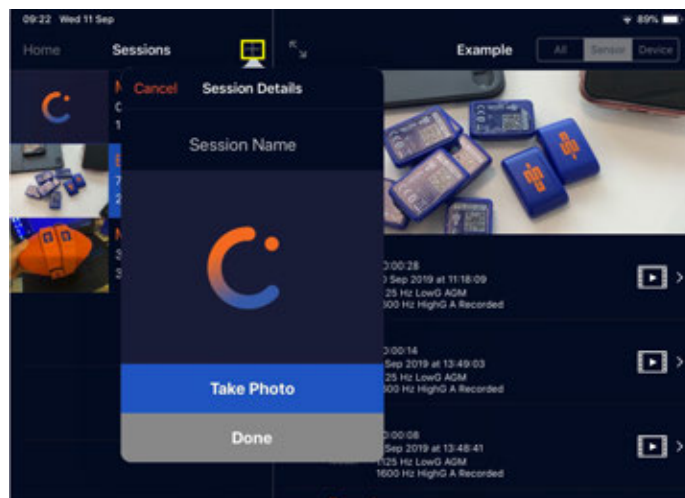 09:22 Wed 11 Sep
89%
Home
Sessions
Example
All
Sensor
Device
Cancel
Session Details
Session Name
Take Photo
Done
0:00:28
Sep 2019 at 11:18:09
25 Hz LowG AGM
1600 Hz HighG A Recorded
0:00:14
Sep 2019 at 13:49:03
125 Hz LowG AGM
1600 Hz HighG A Recorded
0:00:08
Sep 2019 at 13:48:41
1125 Hz LowG AGM
1600 Hz HighG A Recorded